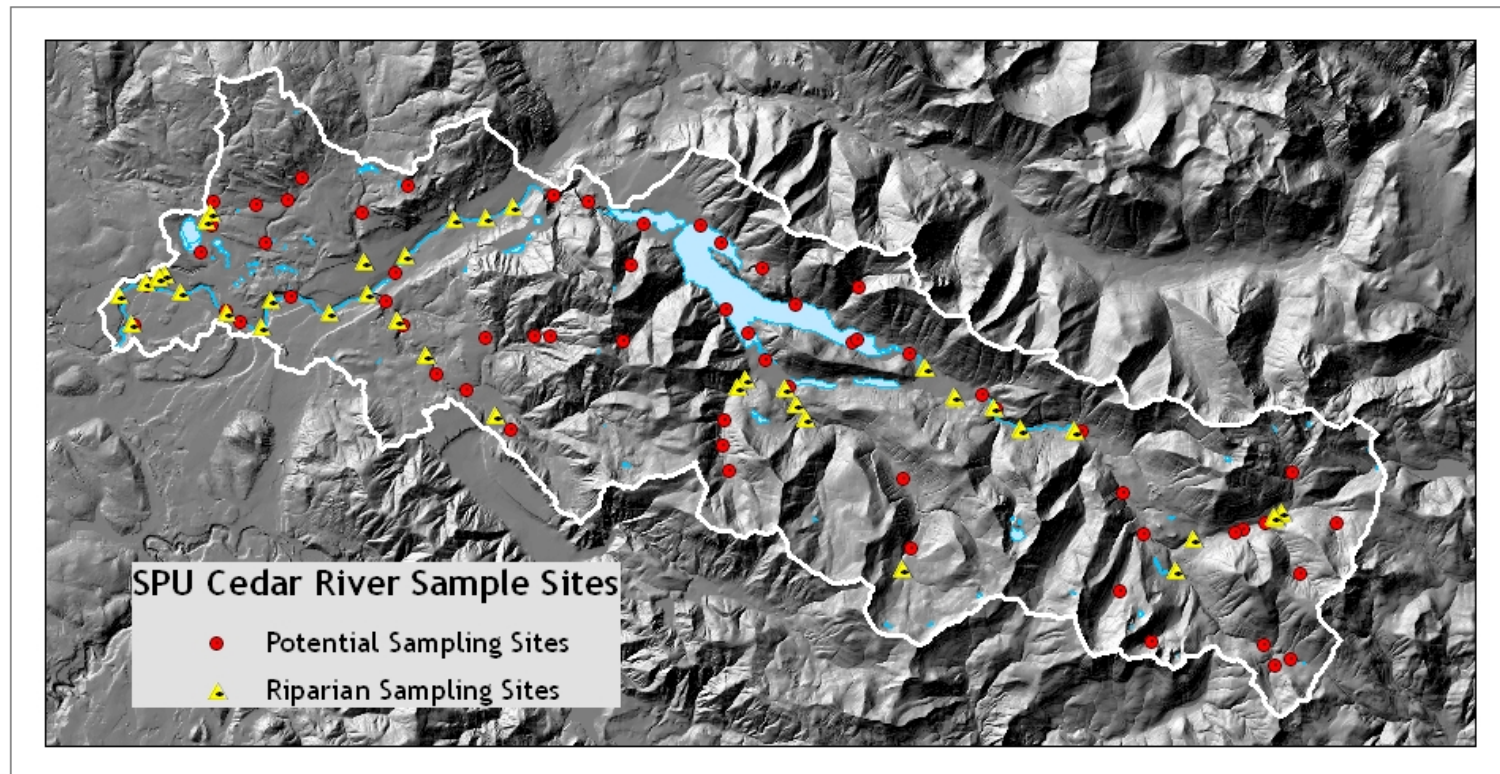 SPU Cedar River Sample Sites
Potential Sampling Sites
Riparian Sampling Sites